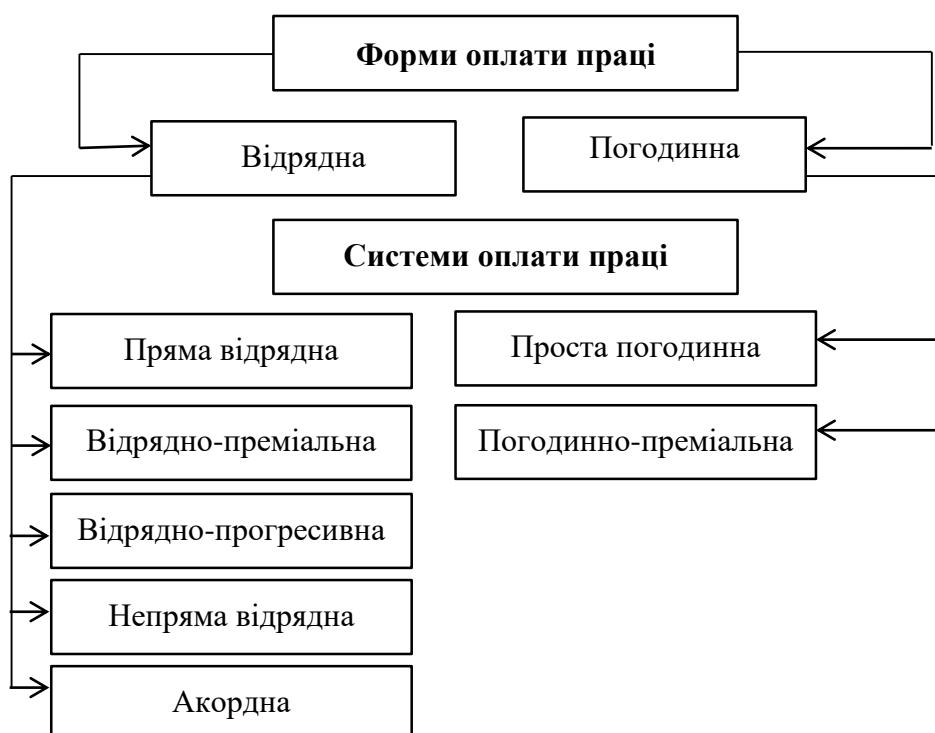 Форми оплати праці
Відрядна
Погодинна
Системи оплати праці
Пряма відрядна
Проста погодинна
Відрядно-преміальна
Погодинно-преміальна
Відрядно-прогресивна
Непряма відрядна
Акордна